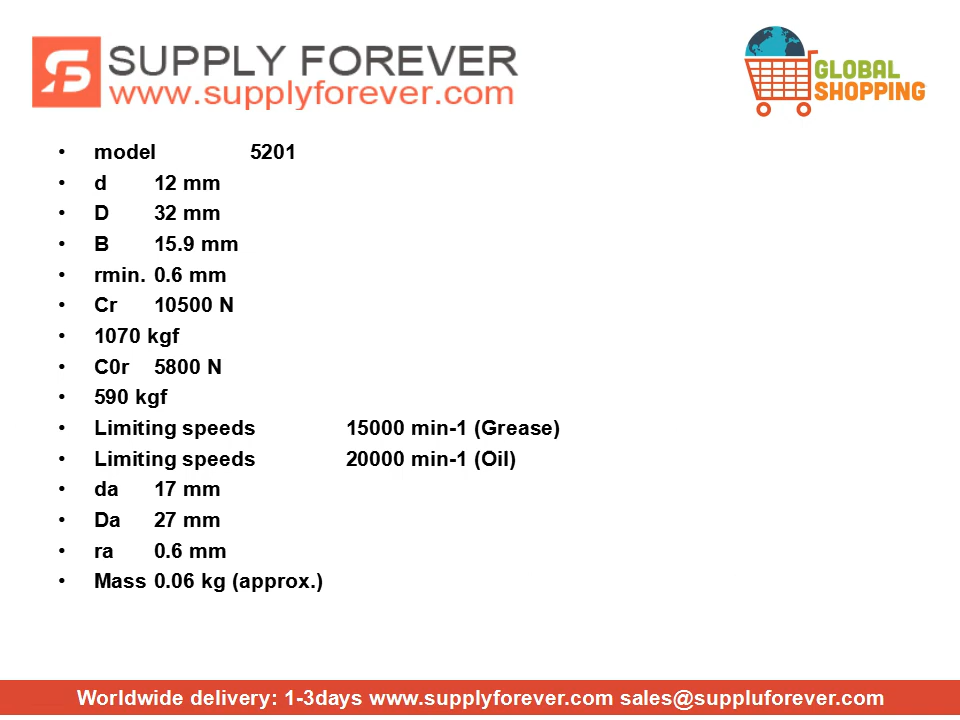 SUPPLY FOREVER
www.supplyforever.com
GLOBAL
SHOPPING
• model 5201
• d 12 mm
• D 32 mm
• B 15.9 mm
• rmin. 0.6 mm
• Cr 10500 N
• 1070 kgf
• C0r 5800 N
• 590 kgf
• Limiting speeds 15000 min-1 (Grease)
• Limiting speeds 20000 min-1 (Oil)
• da 17 mm
• Da 27 mm
• ra 0.6 mm
• Mass 0.06 kg (approx.)
Worldwide delivery: 1-3days www.supplyforever.com sales@suppluforever.com